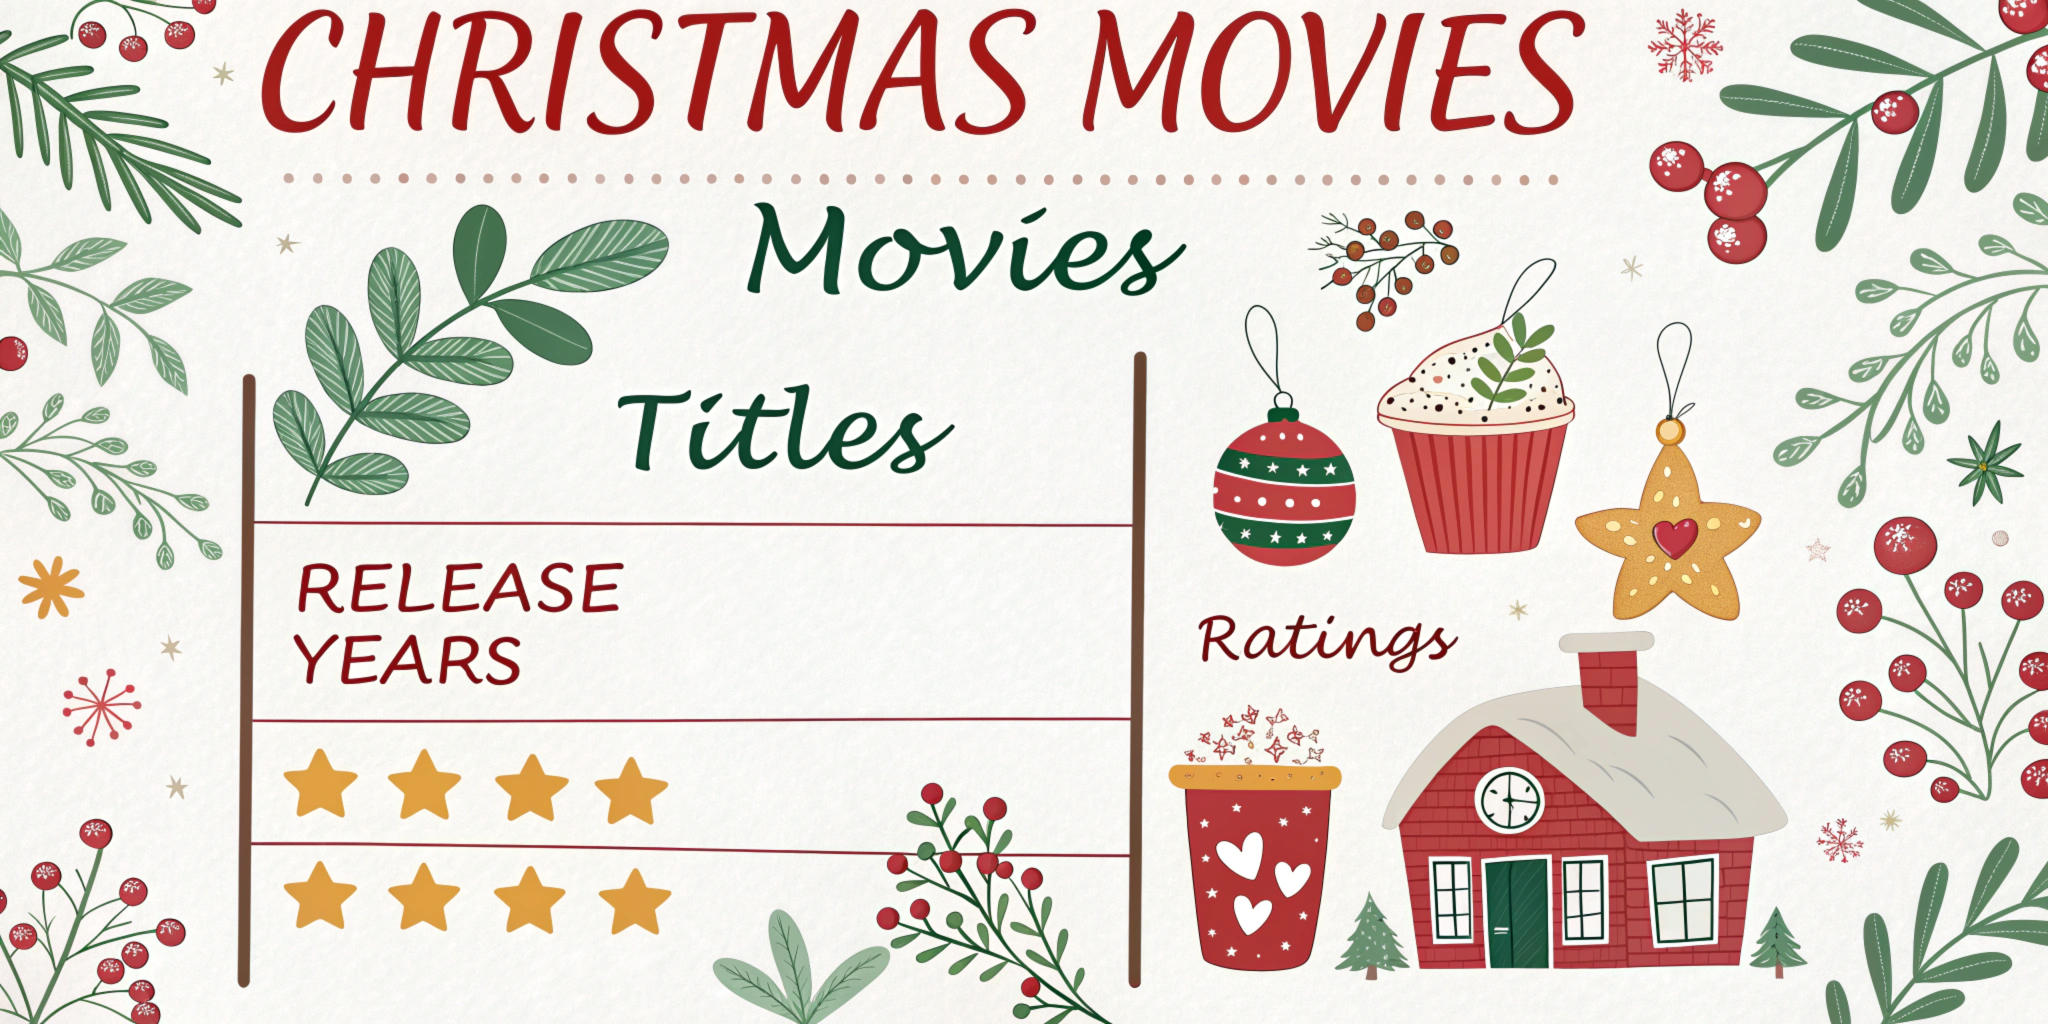 CHRISTMAS MOVIES
Movies
Titles
RELEASE
YEARS
Ratings